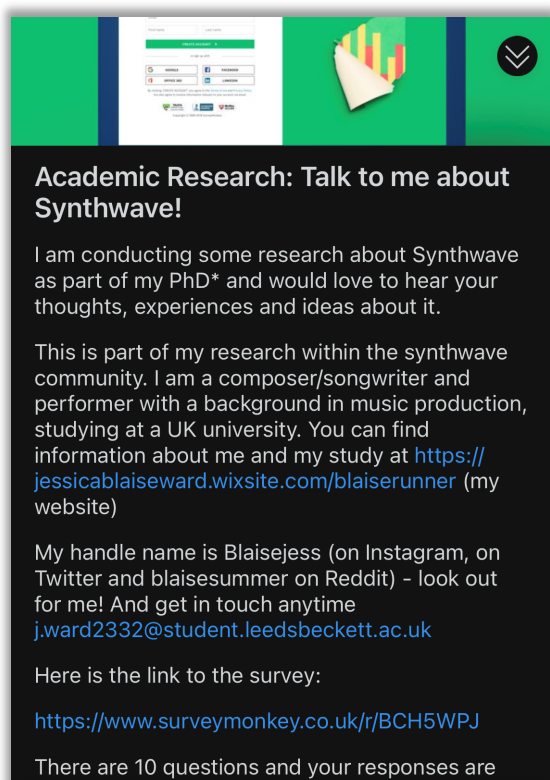 First name
Last name
CREATE ACCOUNT
GOOGLE
FACEBOOK
OFFICE 365
LINKEDIN
Academic Research: Talk to me about
Synthwave!
I am conducting some research about Synthwave
as part of my PhD* and would love to hear your
thoughts, experiences and ideas about it.
This is part of my research within the synthwave
community. I am a composer/songwriter and
performer with a background in music production,
studying at a UK university. You can find
information about me and my study at https://
jessicablaiseward.wixsite.com/blaiserunner (my
website)
My handle name is Blaisejess (on Instagram, on
Twitter and blaisesummer on Reddit) - look out
for me! And get in touch anytime
j.ward2332@student.leedsbeckett.ac.uk
Here is the link to the survey:
https://www.surveymonkey.co.uk/r/BCH5WPJ
There are 10 questions and your responses are